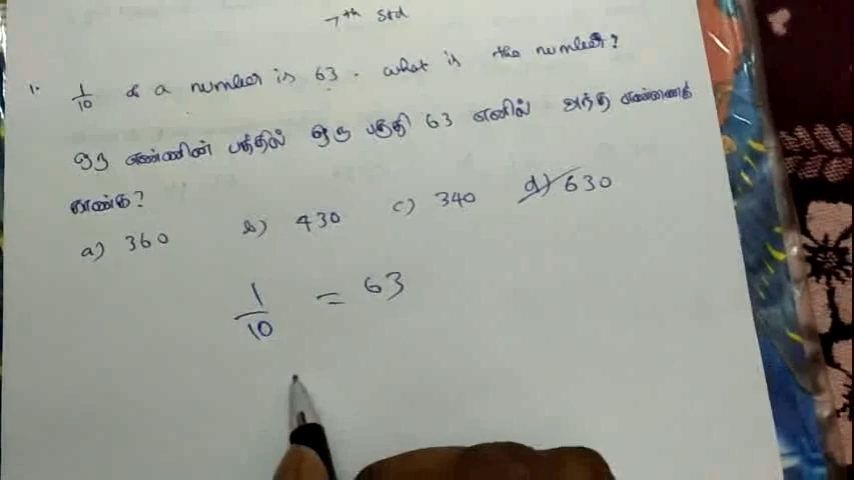 7th Std
1. 1/10 of a number is 63. what is the number?
ஒரு எண்ணின் பத்தில் ஒரு பகுதி 63 எனில் அந்த எண்ணைக்
காண்க?
a) 360 b) 430 c) 340 d) 630
1/10 = 63